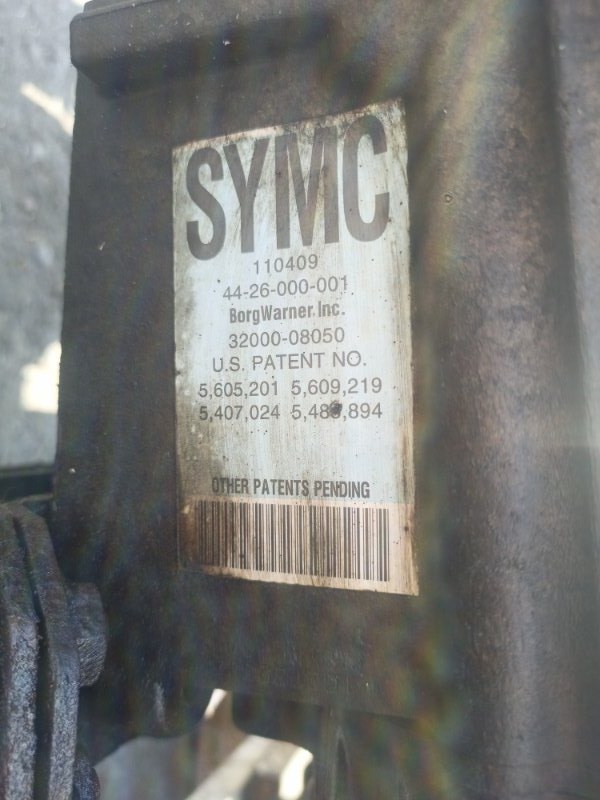 SYMC
110409
44-26-000-001
BorgWarner Inc.
32000-08050
U.S. PATENT NO.
5,605,201 5,609,219
5,407,024
OTHER PATENTS PENDING